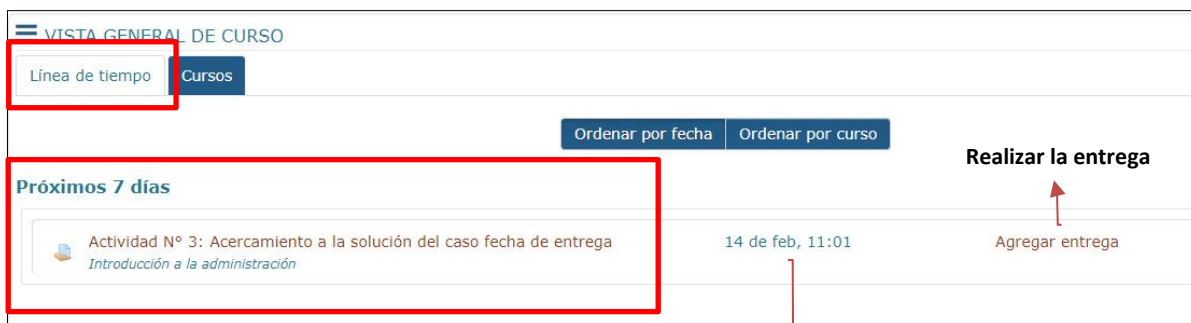 VISTA GENERAL DE CURSO
Línea de tiempo
Cursos
Ordenar por fecha
Ordenar por curso
Realizar la entrega
Próximos 7 días
Actividad N° 3: Acercamiento a la solución del caso fecha de entrega
14 de feb, 11:01
Agregar entrega
Introducción a la administración